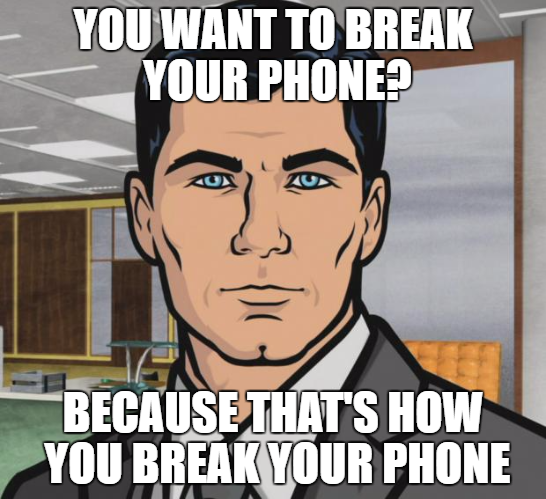 YOU WANT TO BREAK
YOUR PHONE?
BECAUSE THAT'S HOW
YOU BREAK YOUR PHONE